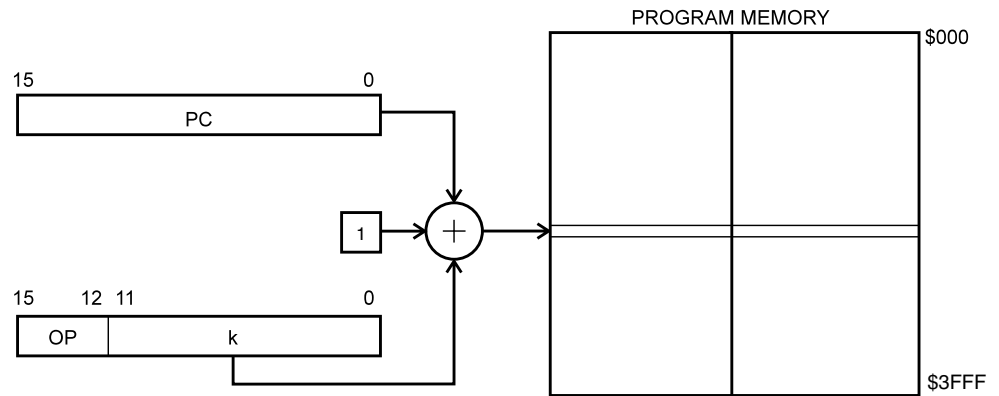 PROGRAM MEMORY
$000
15 0
PC
1
+
15 12 11 0
OP k
$3FFF